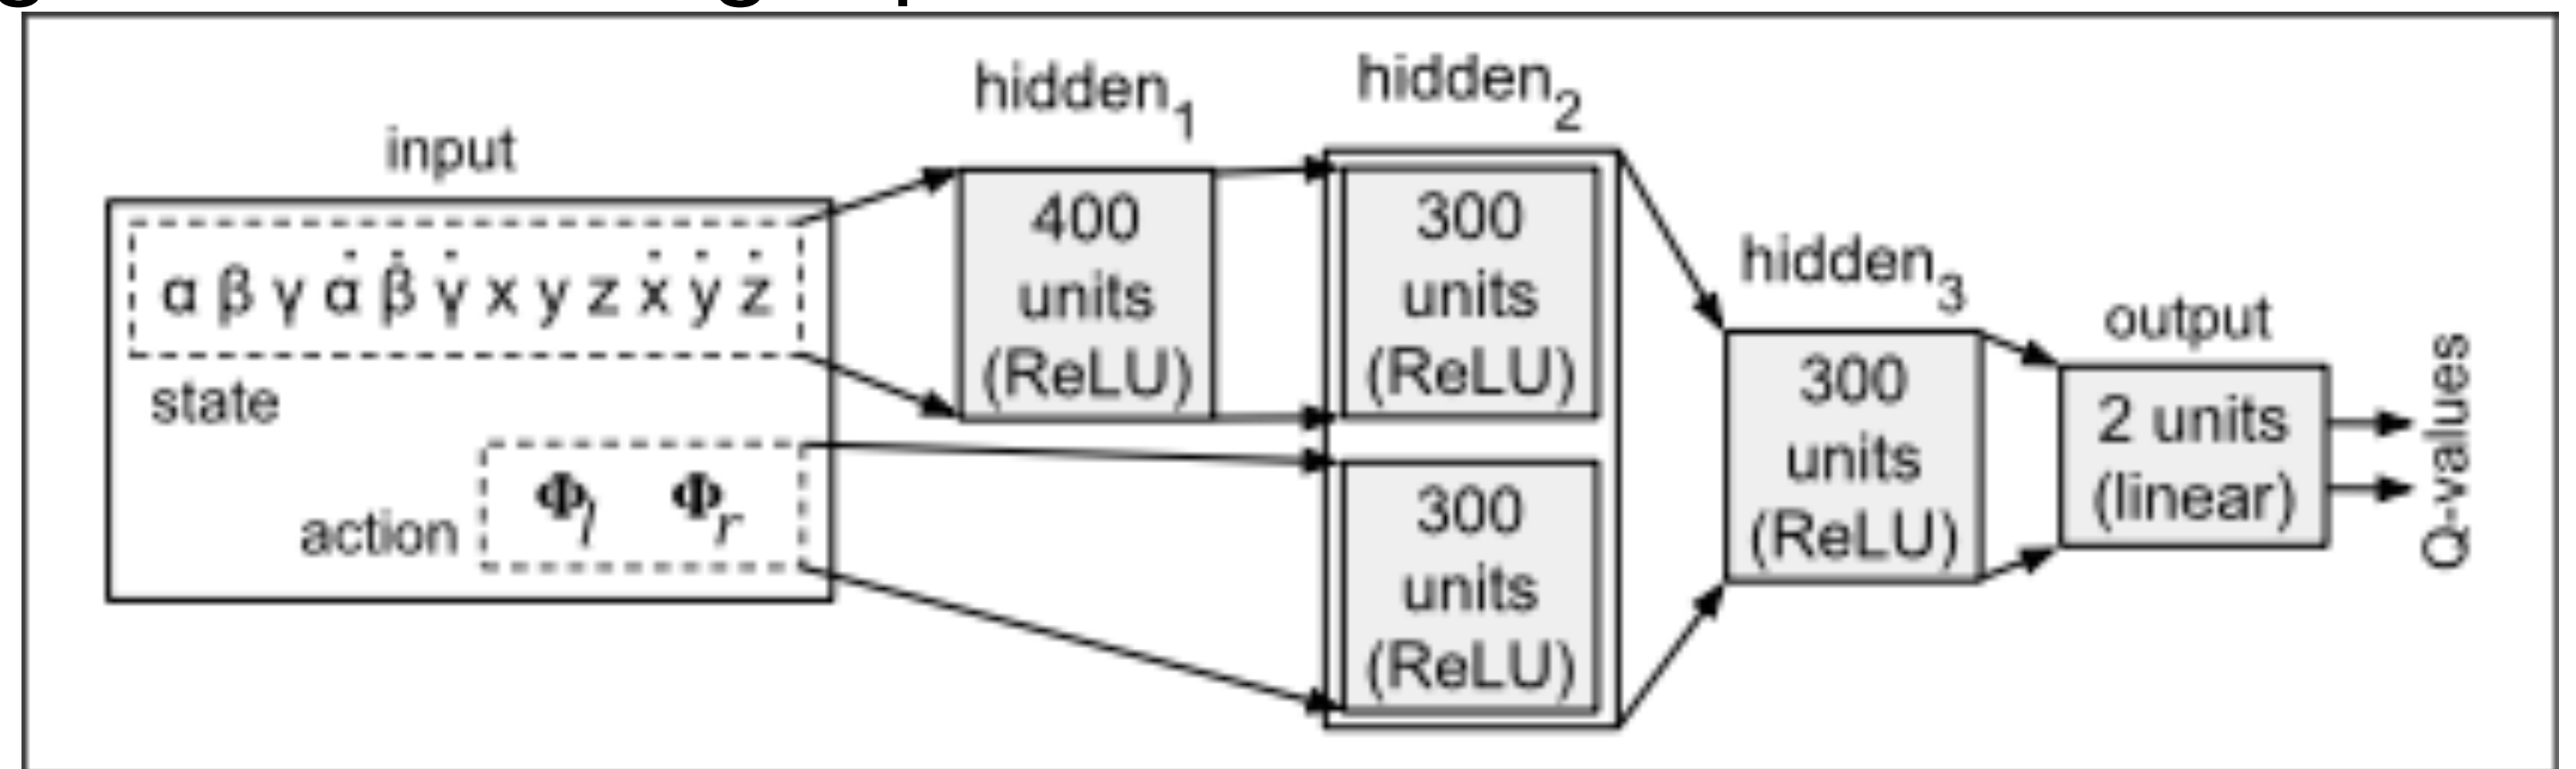 input
α β γ α̇ β̇ γ̇ x y z ẋ ẏ ż
state
action
Φl Φr
hidden1
400
units
(ReLU)
hidden2
300
units
(ReLU)
300
units
(ReLU)
hidden3
300
units
(ReLU)
output
2 units
(linear)
Q-values